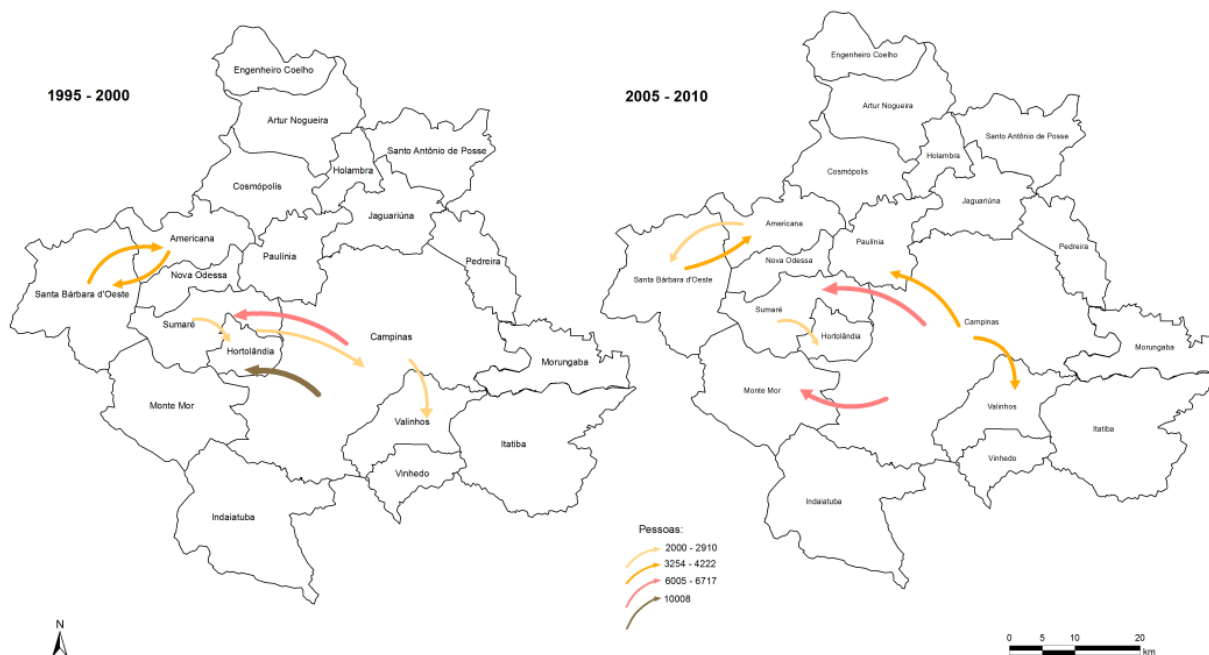 1995 - 2000
Engenheiro Coelho
Artur Nogueira
Santo Antônio de Posse
Holambra
Cosmópolis
Jaguariúna
Americana
Paulínia
Pedreira
Nova Odessa
Santa Bárbara d'Oeste
Sumaré
Campinas
Hortolândia
Morungaba
Monte Mor
Valinhos
Itatiba
Vinhedo
Indaiatuba
N
2005 - 2010
Engenheiro Coelho
Artur Nogueira
Santo Antônio de Posse
Holambra
Cosmópolis
Jaguariúna
Americana
Paulínia
Pedreira
Nova Odessa
Santa Bárbara d'Oeste
Sumaré
Campinas
Hortolândia
Morungaba
Monte Mor
Valinhos
Itatiba
Vinhedo
Indaiatuba
Pessoas:
2000 - 2910
3254 - 4222
6005 - 6717
10008
0 5 10 20
km